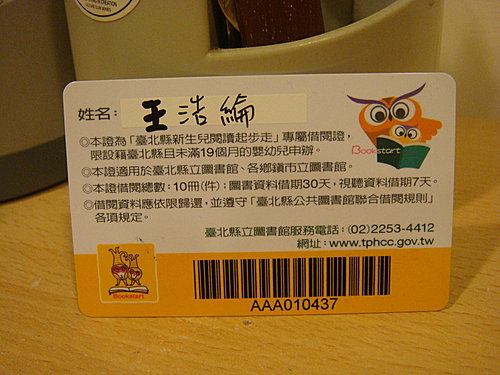 姓名: 王浩綸
Bookstart
◎本證為「臺北縣新生兒閱讀起步走」專屬借閱證,
限設籍臺北縣且未滿19個月的嬰幼兒申辦。
◎本證適用於臺北縣立圖書館、各鄉鎮市立圖書館。
◎本證借閱總數:10冊(件);圖書資料借期30天,視聽資料借期7天。
◎借閱資料應依限歸還,並遵守「臺北縣公共圖書館聯合借閱規則」
各項規定。
臺北縣立圖書館服務電話:(02)2253-4412
網址:www.tphcc.gov.tw
Bookstart
AAA010437